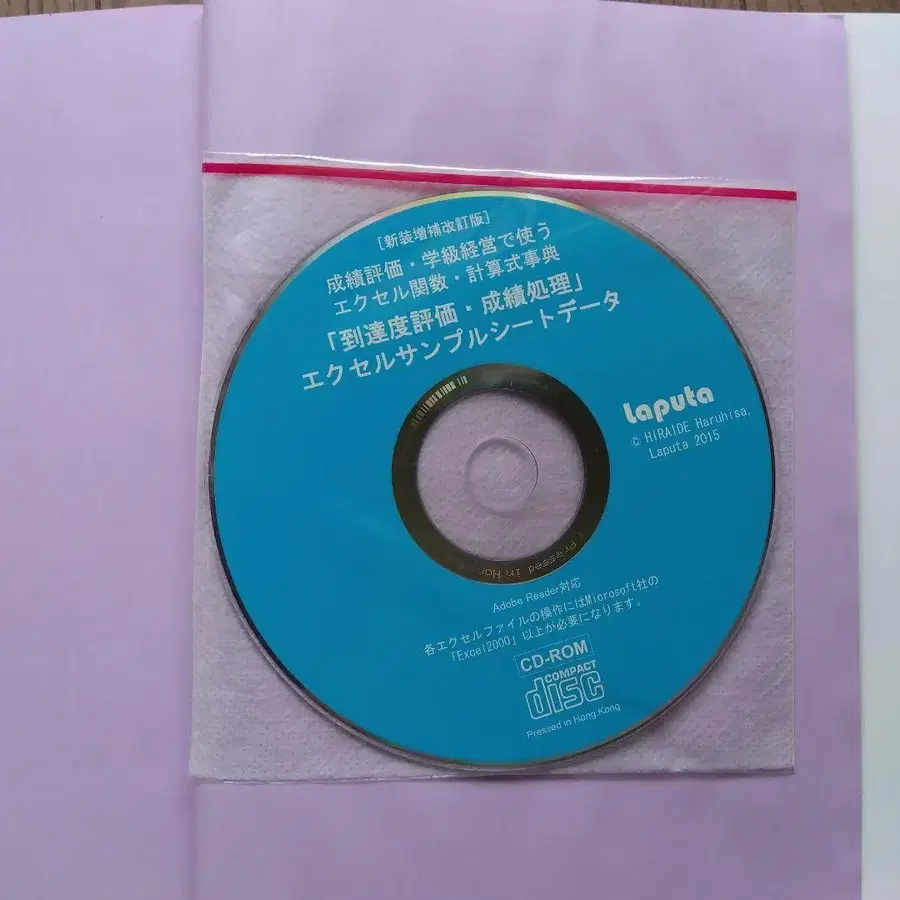 [新装増補改訂版]
成績評価・学級経営で使う
エクセル関数・計算式事典
「到達度評価・成績処理」
エクセルサンプルシートデータ
Laputa
© HIRAIDE Haruhisa.
Laputa 2015
Pressed in Hon
Adobe Reader対応
各エクセルファイルの操作にはMicrosoft社の
「Excel2000」以上が必要になります。
CD-ROM
COMPACT
disc
Pressed in Hong Kong